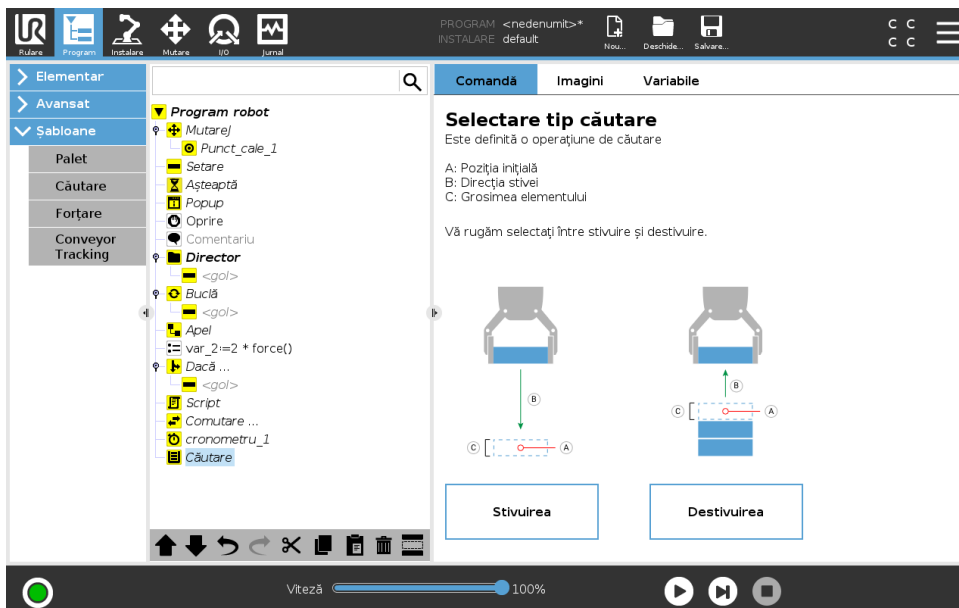 UR
Rulare
Program
Instalare
Mutare
I/O
Jurnal
PROGRAM <nedenumit>*
INSTALARE default
Nou...
Deschide...
Salvare...
C C
C C
Elementar
Avansat
Șabloane
Palet
Căutare
Forțare
Conveyor
Tracking
Program robot
MutareJ
Punct_cale_1
Setare
Așteaptă
Popup
Oprire
Comentariu
Director
<gol>
Buclă
<gol>
Apel
var_2≔2 * force()
Dacă ...
<gol>
Script
Comutare ...
cronometru_1
Căutare
Comandă
Imagini
Variabile
Selectare tip căutare
Este definită o operațiune de căutare
A: Poziția inițială
B: Direcția stivei
C: Grosimea elementului
Vă rugăm selectați între stivuire și destivuire.
B
C
A
B
C
A
Stivuirea
Destivuirea
Viteză
100%